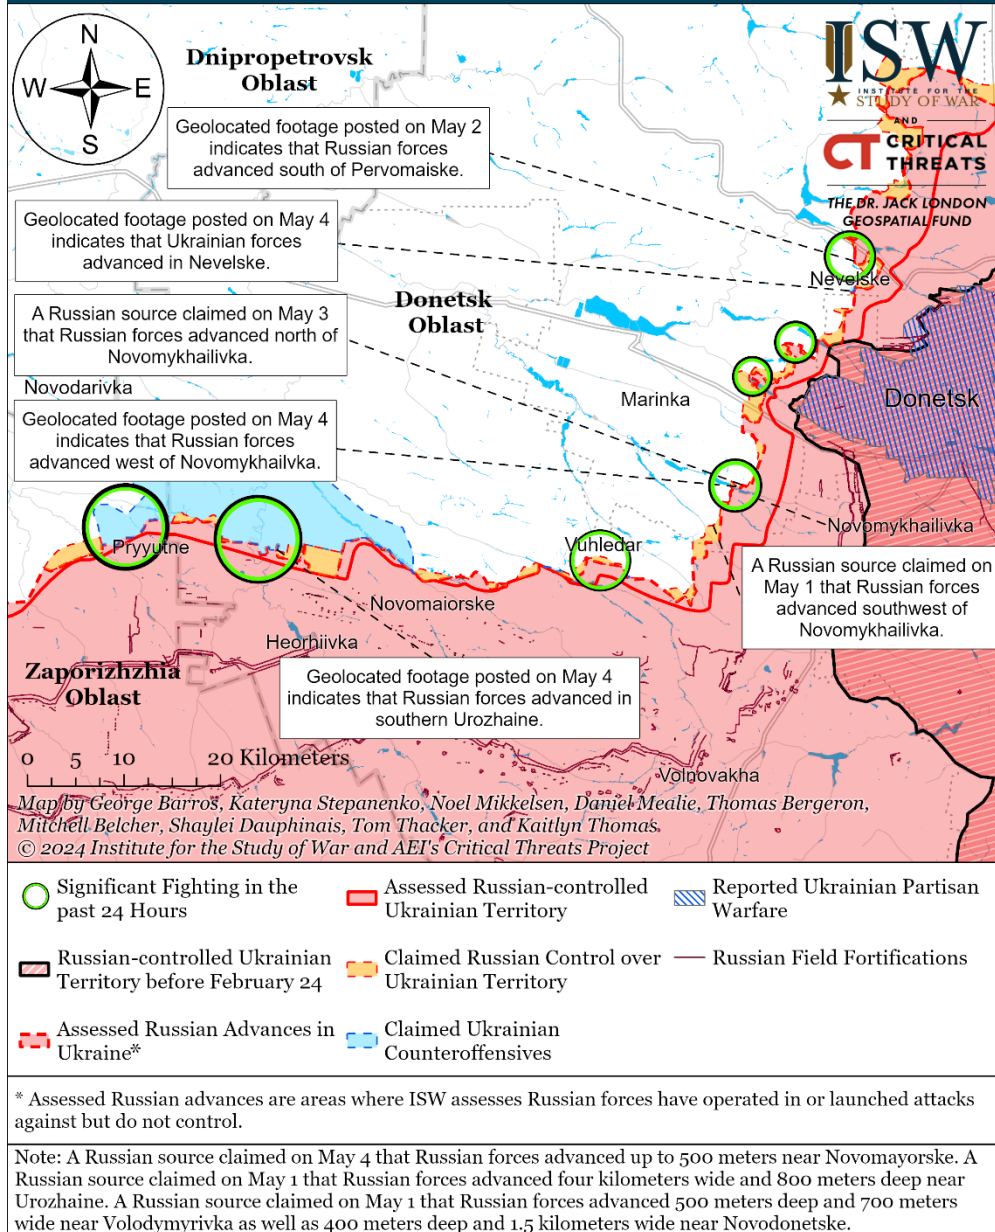 N
W
E
S
Dnipropetrovsk
Oblast
ISW
INSTITUTE FOR THE
STUDY OF WAR
AND
CT CRITICAL
THREATS
THE DR. JACK LONDON
GEOSPATIAL FUND
Geolocated footage posted on May 2
indicates that Russian forces
advanced south of Pervomaiske.
Geolocated footage posted on May 4
indicates that Ukrainian forces
advanced in Nevelske.
Nevelske
Donetsk
Oblast
A Russian source claimed on May 3
that Russian forces advanced north of
Novomykhailivka.
Novodarivka
Marinka
Donetsk
Geolocated footage posted on May 4
indicates that Russian forces
advanced west of Novomykhailvka.
Novomykhailivka
Pryyutne
Vuhledar
A Russian source claimed on
May 1 that Russian forces
advanced southwest of
Novomykhailivka.
Novomaiorske
Heorhiivka
Zaporizhzhia
Oblast
Geolocated footage posted on May 4
indicates that Russian forces advanced in
southern Urozhaine.
0 5 10 20 Kilometers
Volnovakha
Map by George Barros, Kateryna Stepanenko, Noel Mikkelsen, Daniel Mealie, Thomas Bergeron,
Mitchell Belcher, Shaylei Dauphinais, Tom Thacker, and Kaitlyn Thomas
© 2024 Institute for the Study of War and AEI's Critical Threats Project
Significant Fighting in the
past 24 Hours
Assessed Russian-controlled
Ukrainian Territory
Reported Ukrainian Partisan
Warfare
Russian-controlled Ukrainian
Territory before February 24
Claimed Russian Control over
Ukrainian Territory
Russian Field Fortifications
Assessed Russian Advances in
Ukraine*
Claimed Ukrainian
Counteroffensives
* Assessed Russian advances are areas where ISW assesses Russian forces have operated in or launched attacks
against but do not control.
Note: A Russian source claimed on May 4 that Russian forces advanced up to 500 meters near Novomayorske. A
Russian source claimed on May 1 that Russian forces advanced four kilometers wide and 800 meters deep near
Urozhaine. A Russian source claimed on May 1 that Russian forces advanced 500 meters deep and 700 meters
wide near Volodymyrivka as well as 400 meters deep and 1.5 kilometers wide near Novodonetske.